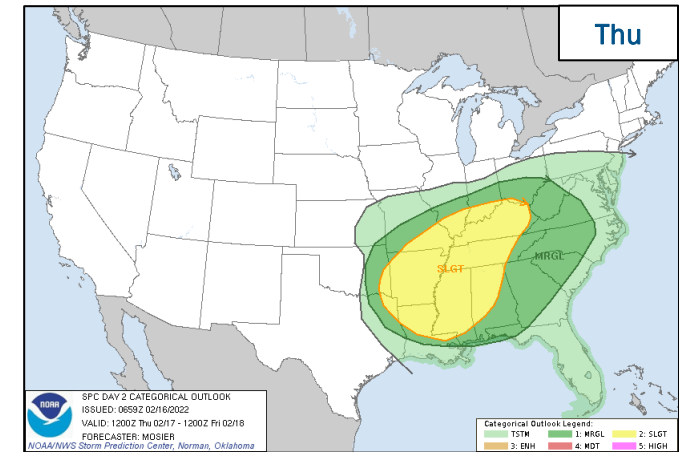 Thu
SLGT
MRGL
NOAA
SPC DAY 2 CATEGORICAL OUTLOOK
ISSUED: 0659Z 02/16/2022
VALID: 1200Z Thu 02/17 - 1200Z Fri 02/18
FORECASTER: MOSIER
NOAA/NWS Storm Prediction Center, Norman, Oklahoma
Categorical Outlook Legend:
TSTM 1: MRGL 2: SLGT
3: ENH 4: MDT 5: HIGH